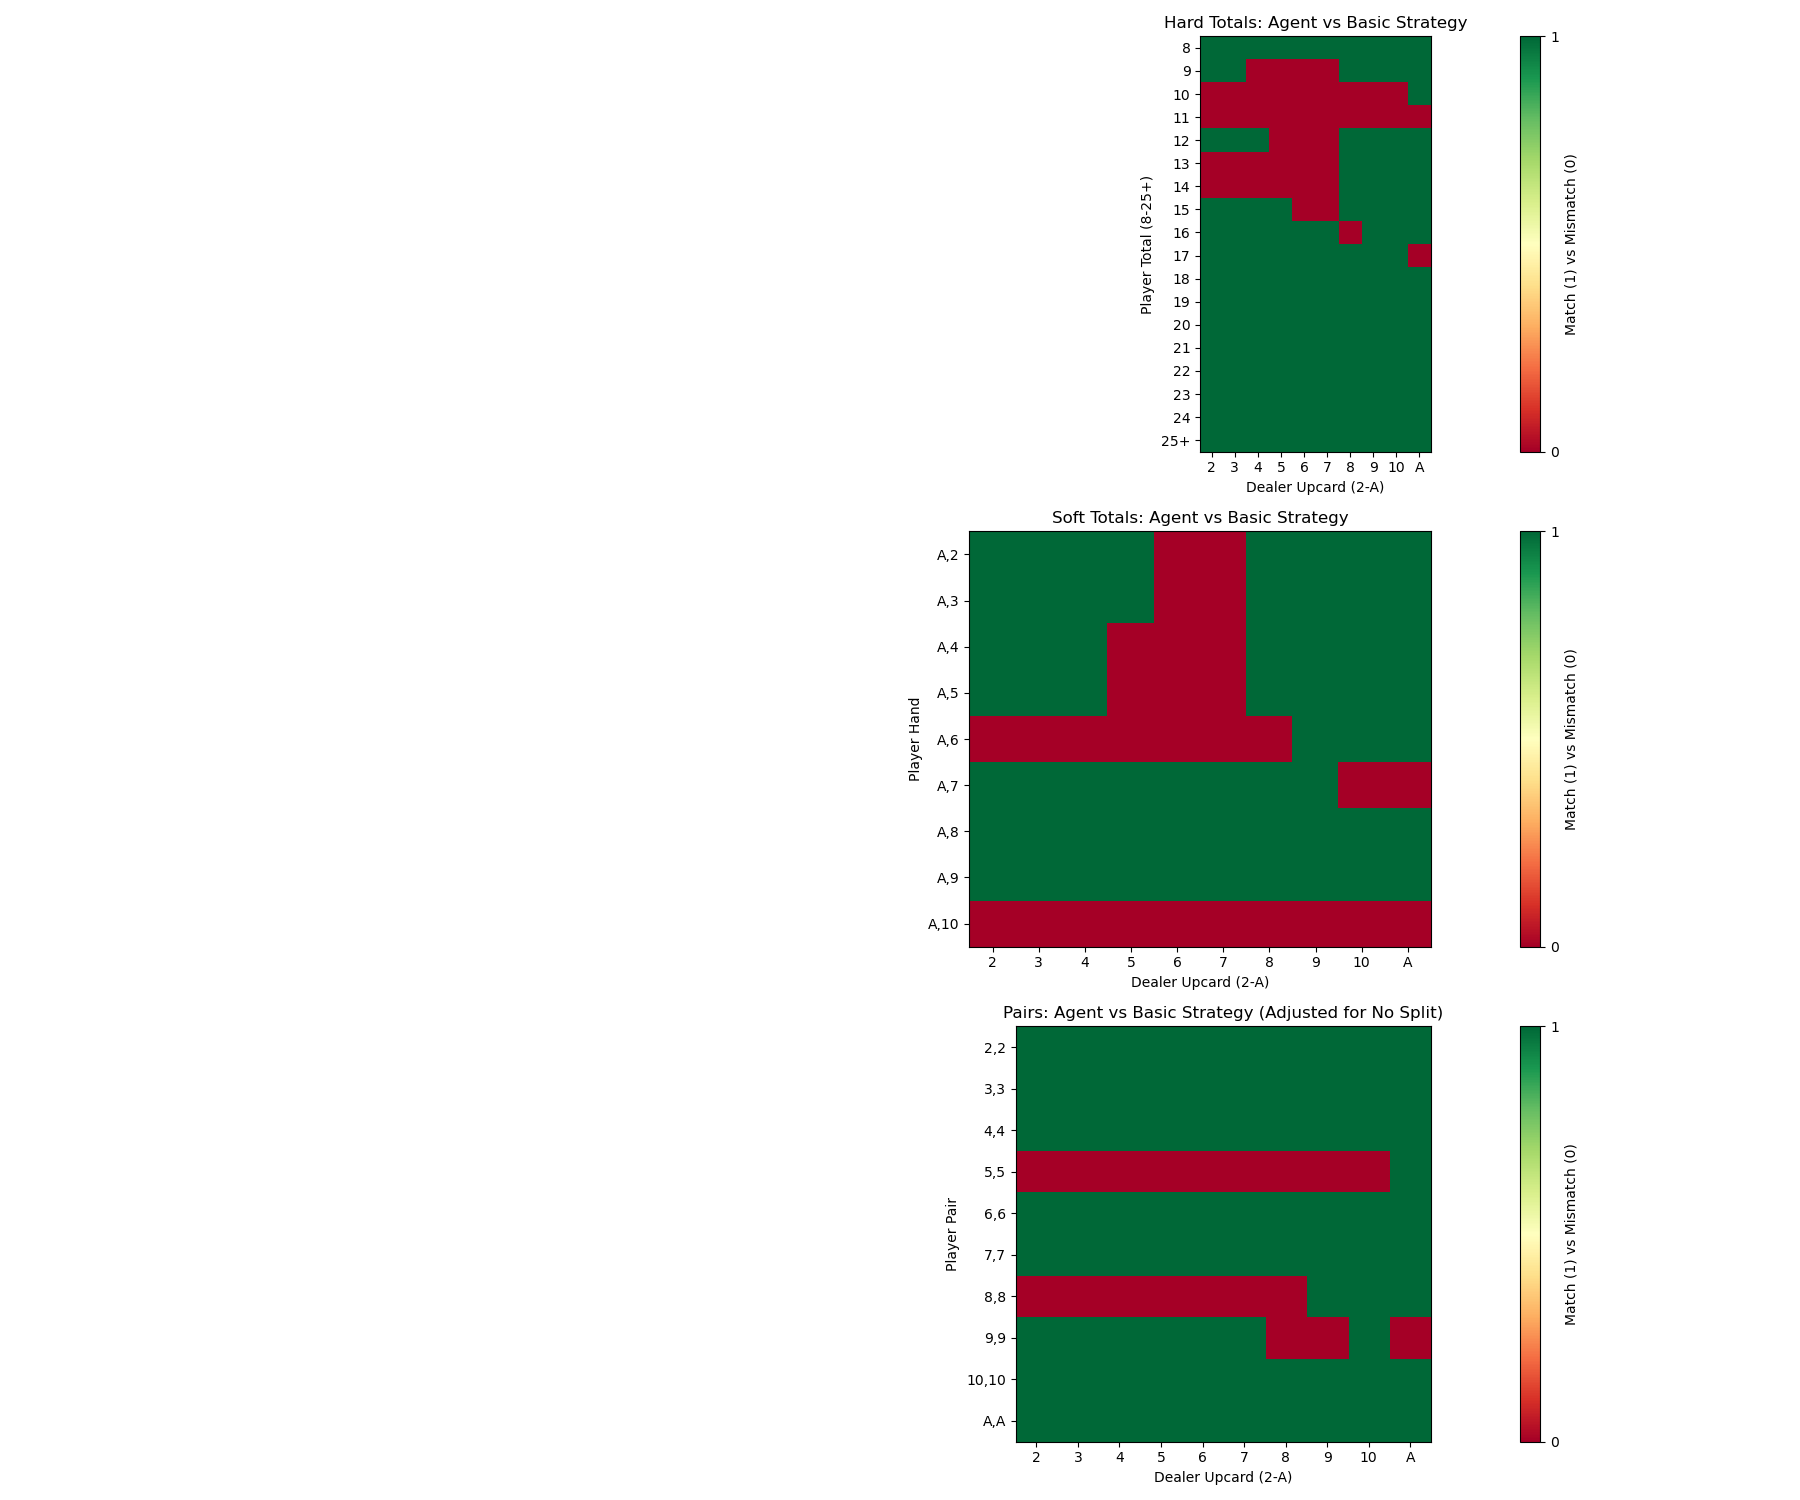 Hard Totals: Agent vs Basic Strategy
Player Total (8-25+)
8
9
10
11
12
13
14
15
16
17
18
19
20
21
22
23
24
25+
2 3 4 5 6 7 8 9 10 A
Dealer Upcard (2-A)
1
0
Match (1) vs Mismatch (0)
Soft Totals: Agent vs Basic Strategy
Player Hand
A,2
A,3
A,4
A,5
A,6
A,7
A,8
A,9
A,10
2 3 4 5 6 7 8 9 10 A
Dealer Upcard (2-A)
1
0
Match (1) vs Mismatch (0)
Pairs: Agent vs Basic Strategy (Adjusted for No Split)
Player Pair
2,2
3,3
4,4
5,5
6,6
7,7
8,8
9,9
10,10
A,A
2 3 4 5 6 7 8 9 10 A
Dealer Upcard (2-A)
1
0
Match (1) vs Mismatch (0)